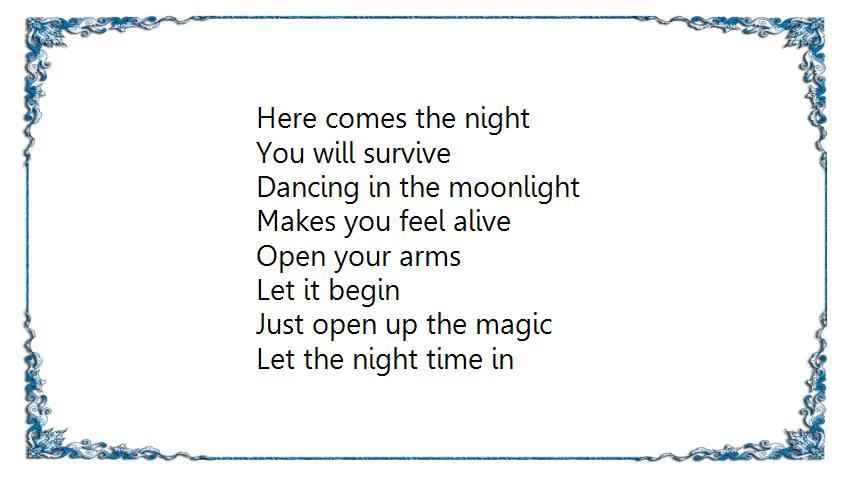 Here comes the night
You will survive
Dancing in the moonlight
Makes you feel alive
Open your arms
Let it begin
Just open up the magic
Let the night time in